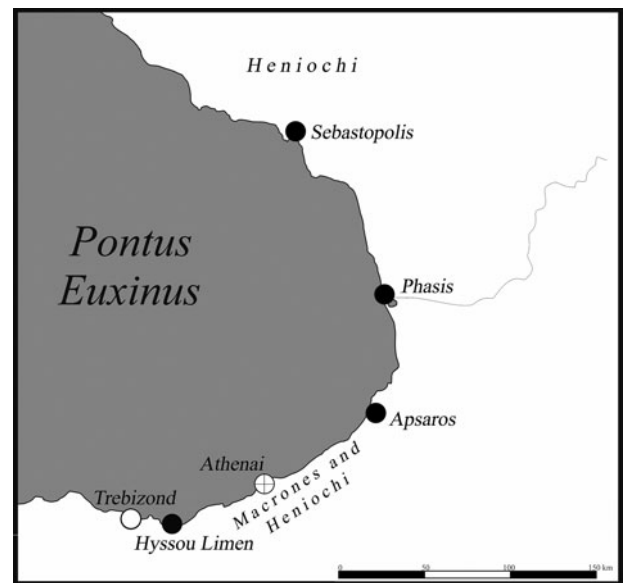 Heniochi
Sebastopolis
Pontus
Euxinus
Phasis
Apsaros
Athenai
Macrones and
Heniochi
Trebizond
Hyssou Limen
0 50 100 150 km